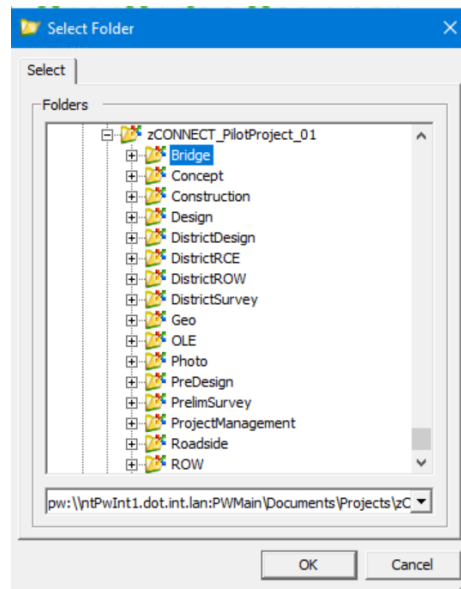 Select Folder
Select
Folders
zCONNECT_PilotProject_01
Bridge
Concept
Construction
Design
DistrictDesign
DistrictRCE
DistrictROW
DistrictSurvey
Geo
OLE
Photo
PreDesign
PrelimSurvey
ProjectManagement
Roadside
ROW
pw:\\ntPwInt1.dot.int.lan:PWMain\Documents\Projects\zC
OK Cancel